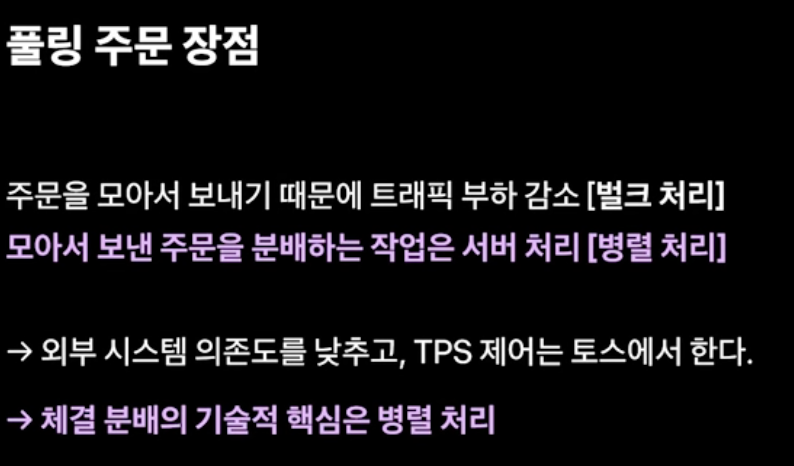 풀링 주문 장점
주문을 모아서 보내기 때문에 트래픽 부하 감소 [벌크 처리]
모아서 보낸 주문을 분배하는 작업은 서버 처리 [병렬 처리]
→ 외부 시스템 의존도를 낮추고, TPS 제어는 토스에서 한다.
→ 체결 분배의 기술적 핵심은 병렬 처리